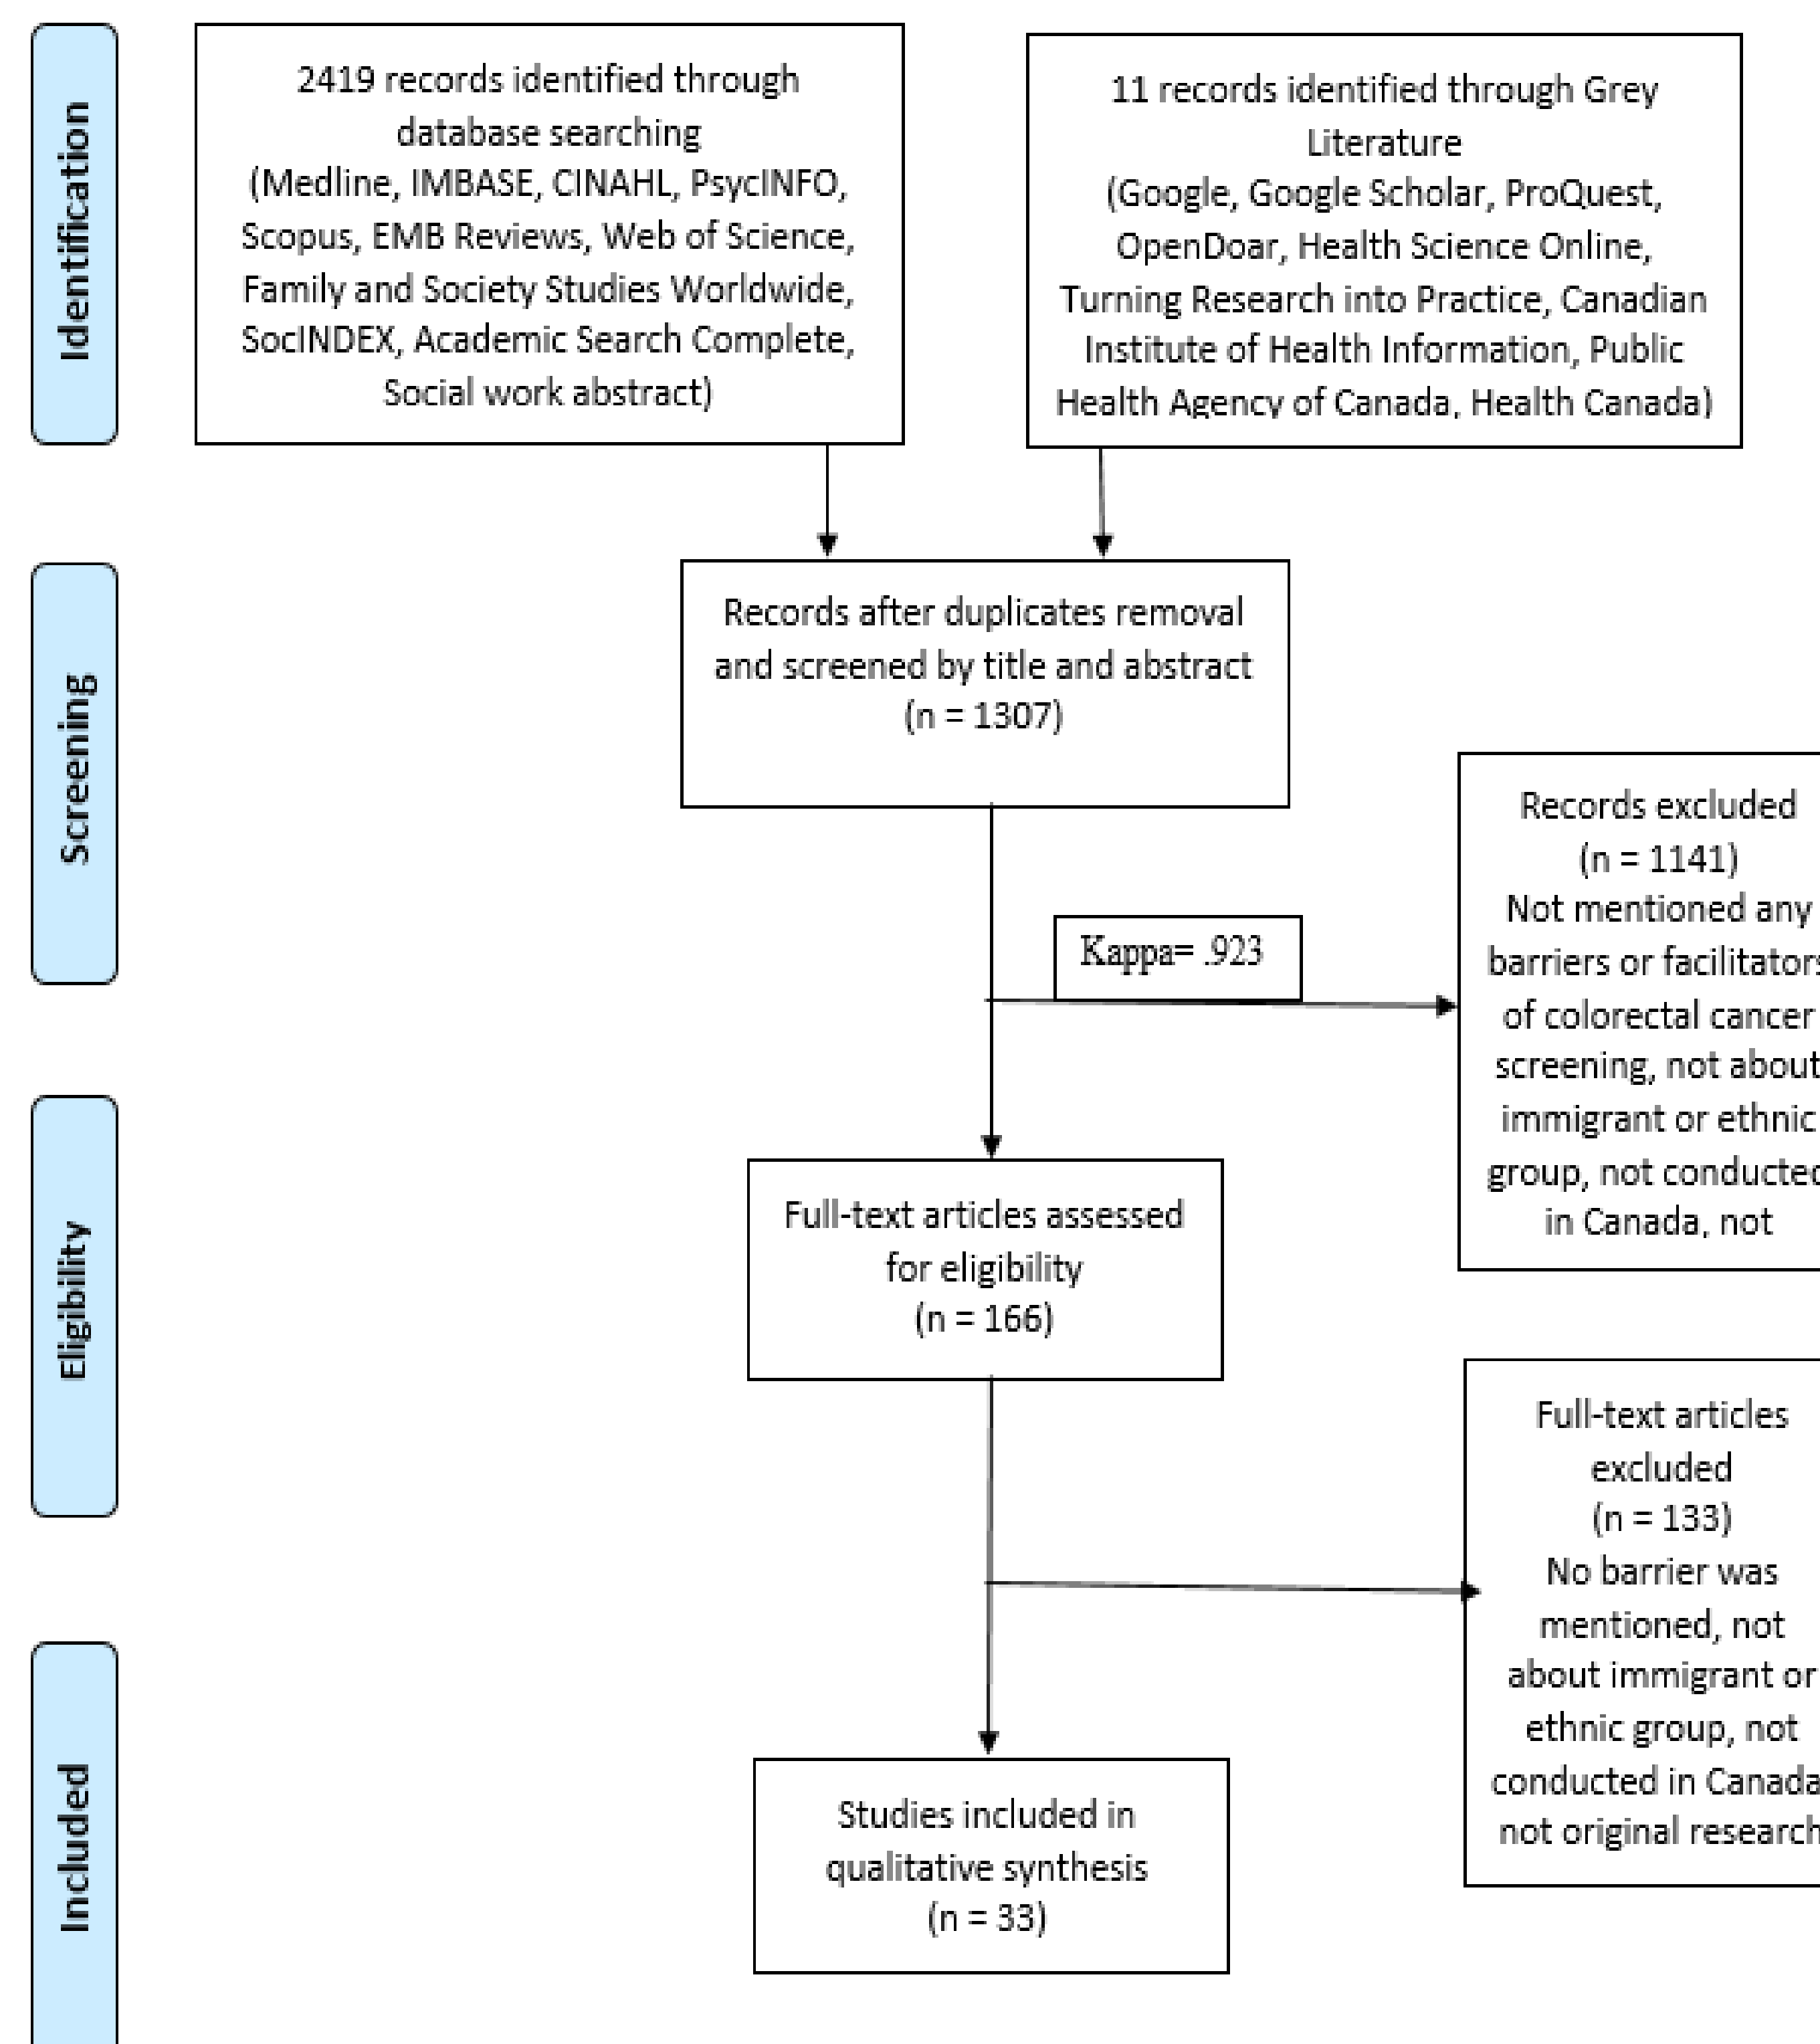 Identification
2419 records identified through
database searching
(Medline, IMBASE, CINAHL, PsycINFO,
Scopus, EMB Reviews, Web of Science,
Family and Society Studies Worldwide,
SocINDEX, Academic Search Complete,
Social work abstract)
11 records identified through Grey
Literature
(Google, Google Scholar, ProQuest,
OpenDoar, Health Science Online,
Turning Research into Practice, Canadian
Institute of Health Information, Public
Health Agency of Canada, Health Canada)
Screening
Records after duplicates removal
and screened by title and abstract
(n = 1307)
Kappa= .923
Records excluded
(n = 1141)
Not mentioned any
barriers or facilitators
of colorectal cancer
screening, not about
immigrant or ethnic
group, not conducted
in Canada, not
Eligibility
Full-text articles assessed
for eligibility
(n = 166)
Full-text articles
excluded
(n = 133)
No barrier was
mentioned, not
about immigrant or
ethnic group, not
conducted in Canada
not original research
Included
Studies included in
qualitative synthesis
(n = 33)